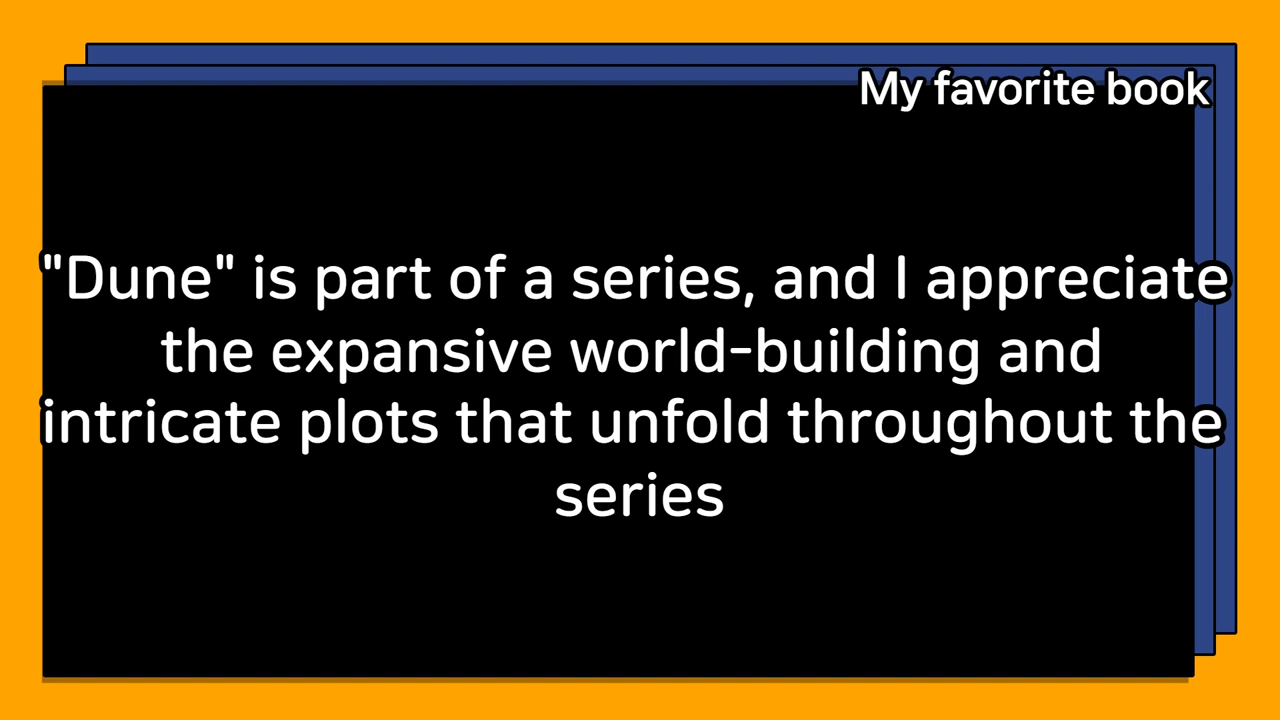 My favorite book
"Dune" is part of a series, and I appreciate
the expansive world-building and
intricate plots that unfold throughout the
series